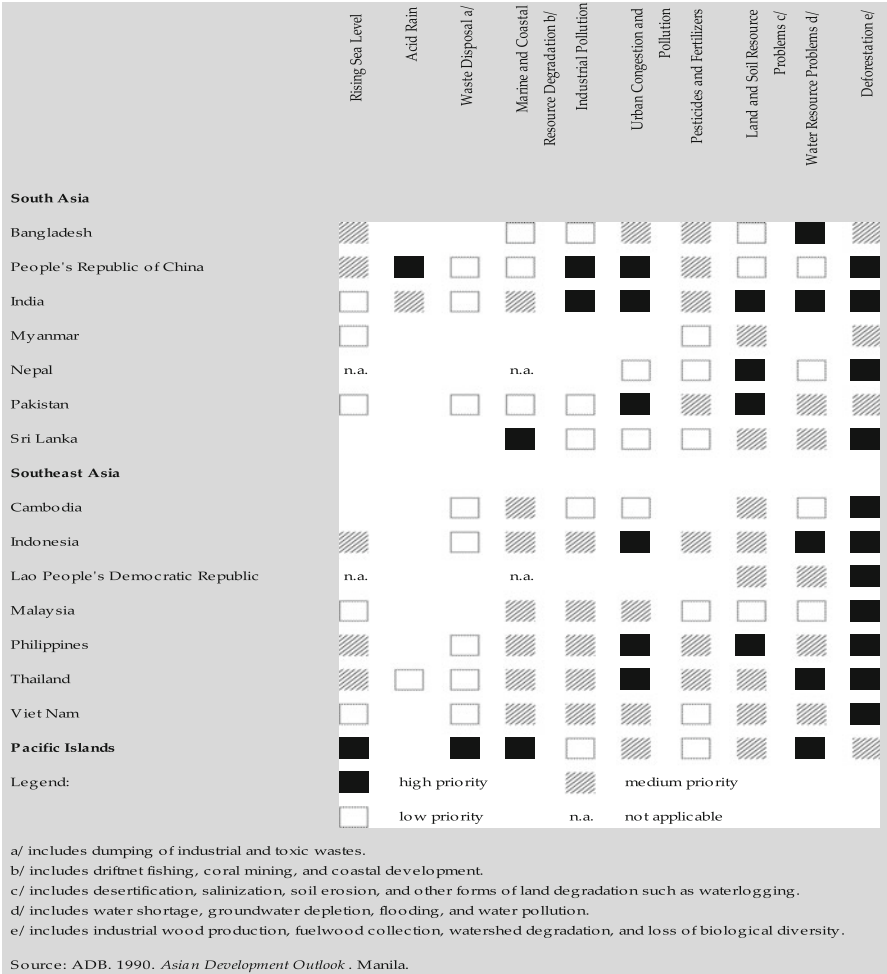 Rising Sea Level
Acid Rain
Waste Disposal a/
Marine and Coastal
Resource Degradation b/
Industrial Pollution
Urban Congestion and
Pollution
Pesticides and Fertilizers
Land and Soil Resource
Problems c/
Water Resource Problems d/
Deforestation e/
South Asia
Bangladesh
People's Republic of China
India
Myanmar
Nepal n.a. n.a.
Pakistan
Sri Lanka
Southeast Asia
Cambodia
Indonesia
Lao People's Democratic Republic n.a. n.a.
Malaysia
Philippines
Thailand
Viet Nam
Pacific Islands
Legend: high priority medium priority
low priority n.a. not applicable
a/ includes dumping of industrial and toxic wastes.
b/ includes driftnet fishing, coral mining, and coastal development.
c/ includes desertification, salinization, soil erosion, and other forms of land degradation such as waterlogging.
d/ includes water shortage, groundwater depletion, flooding, and water pollution.
e/ includes industrial wood production, fuelwood collection, watershed degradation, and loss of biological diversity.
Source: ADB. 1990. Asian Development Outlook. Manila.